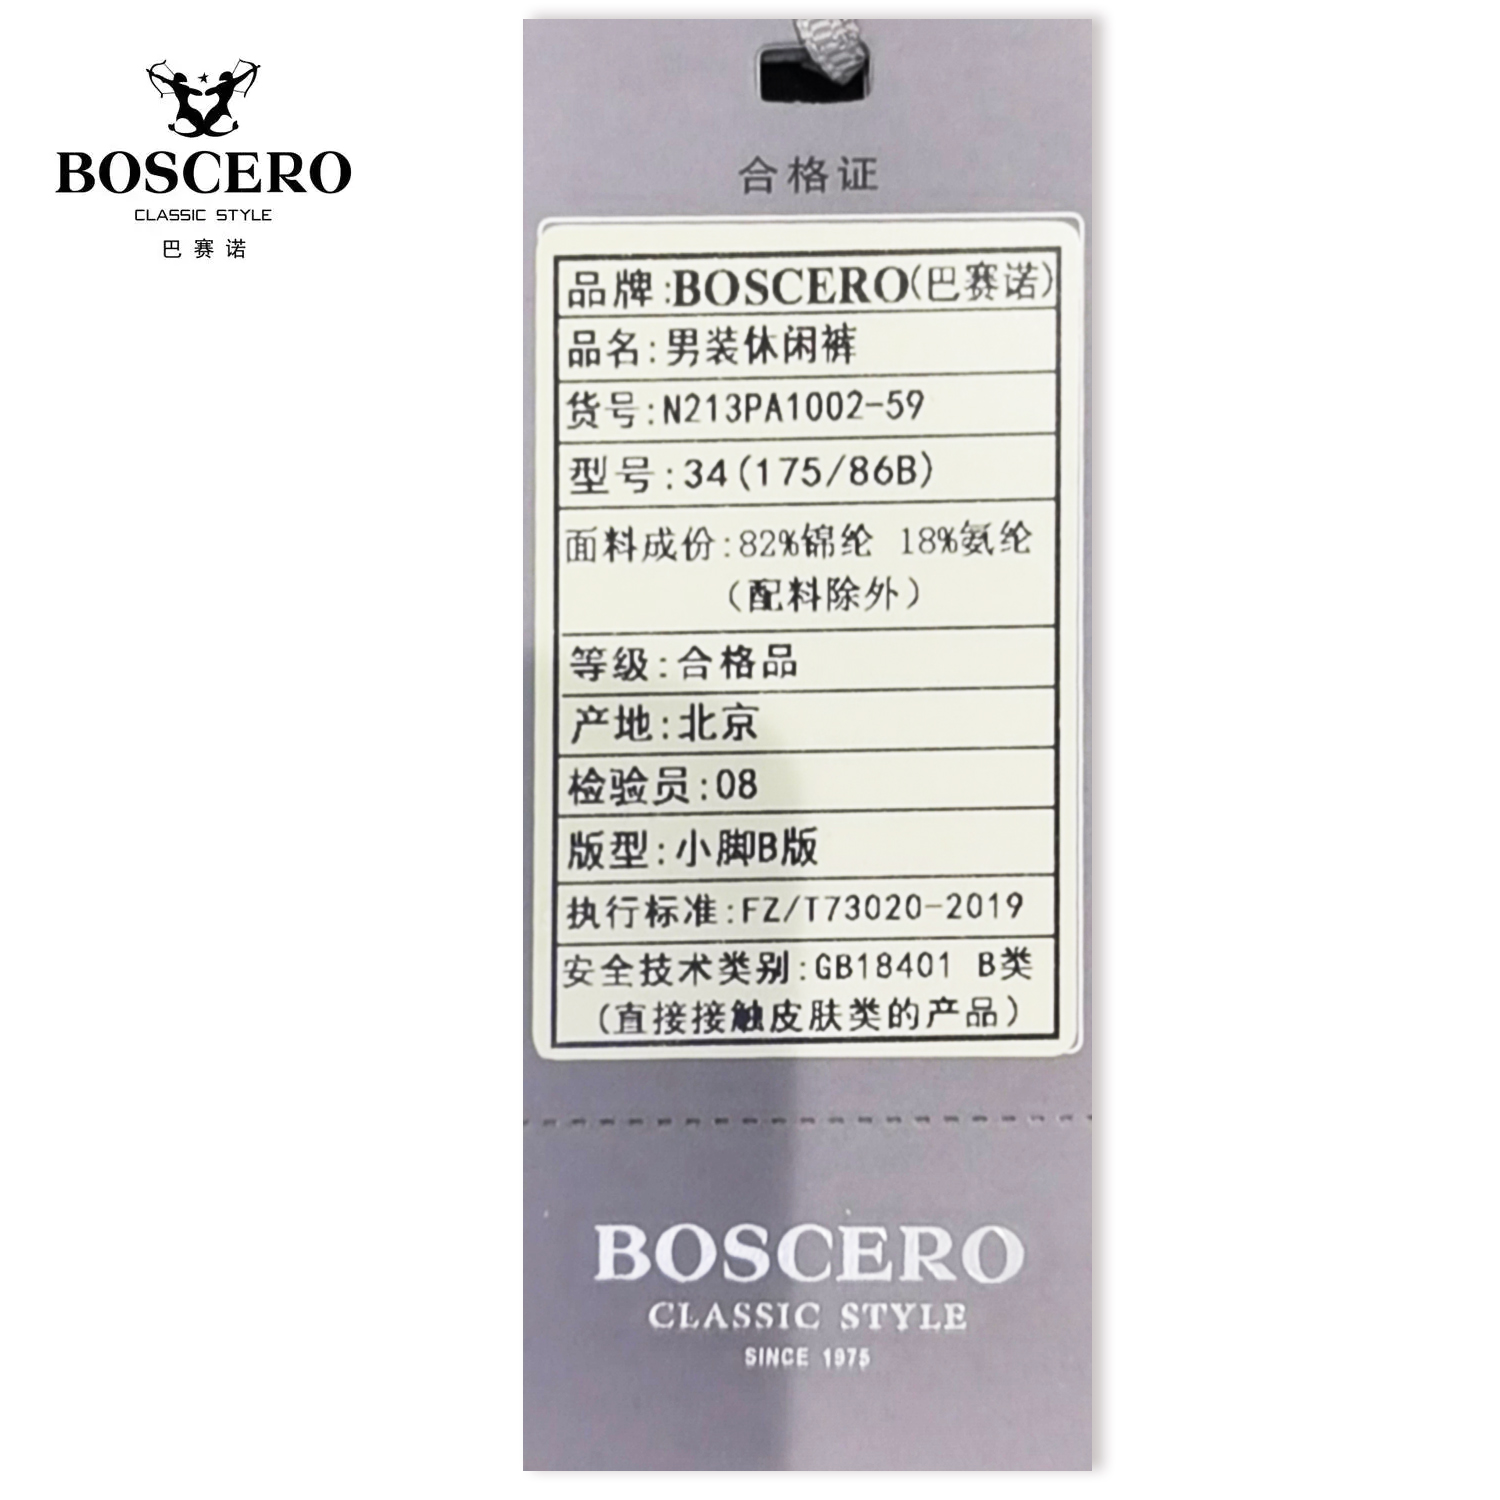 BOSCERO
CLASSIC STYLE
巴赛诺
合格证
品牌:BOSCERO(巴赛诺)
品名:男装休闲裤
货号:N213PA1002-59
型号:34(175/86B)
面料成份:82%锦纶 18%氨纶
(配料除外)
等级:合格品
产地:北京
检验员:08
版型:小脚B版
执行标准:FZ/T73020-2019
安全技术类别:GB18401 B类
(直接接触皮肤类的产品)
BOSCERO
CLASSIC STYLE
SINCE 1975